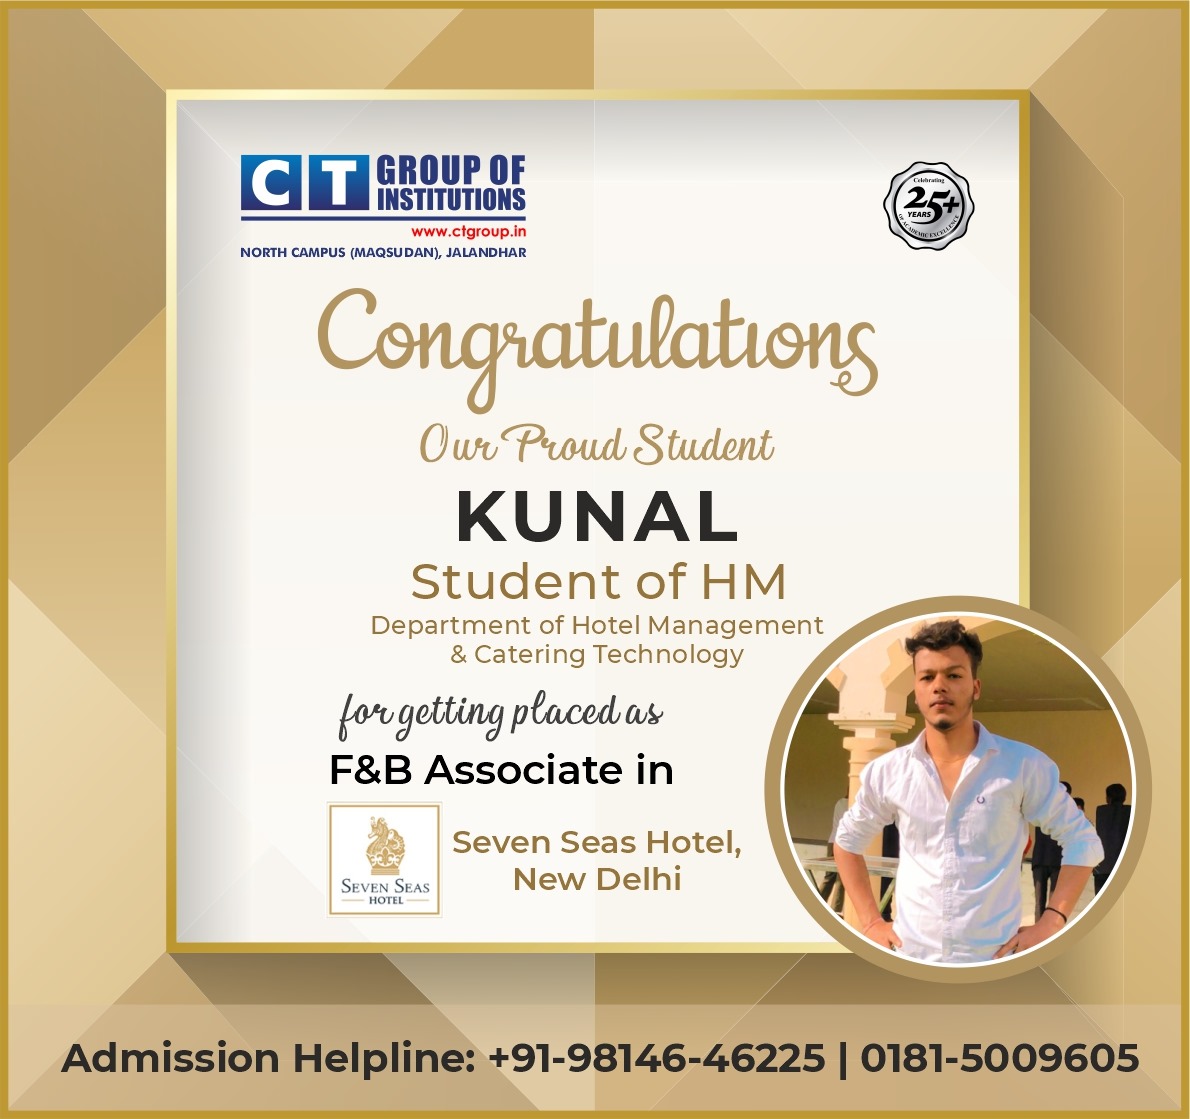 CT GROUP OF
INSTITUTIONS
www.ctgroup.in
NORTH CAMPUS (MAQSUDAN), JALANDHAR
Celebrating
25+
YEARS
OF ACADEMIC EXCELLENCE
Congratulations
Our Proud Student
KUNAL
Student of HM
Department of Hotel Management
& Catering Technology
for getting placed as
F&B Associate in
SEVEN SEAS
HOTEL
Seven Seas Hotel,
New Delhi
Admission Helpline: +91-98146-46225 | 0181-5009605